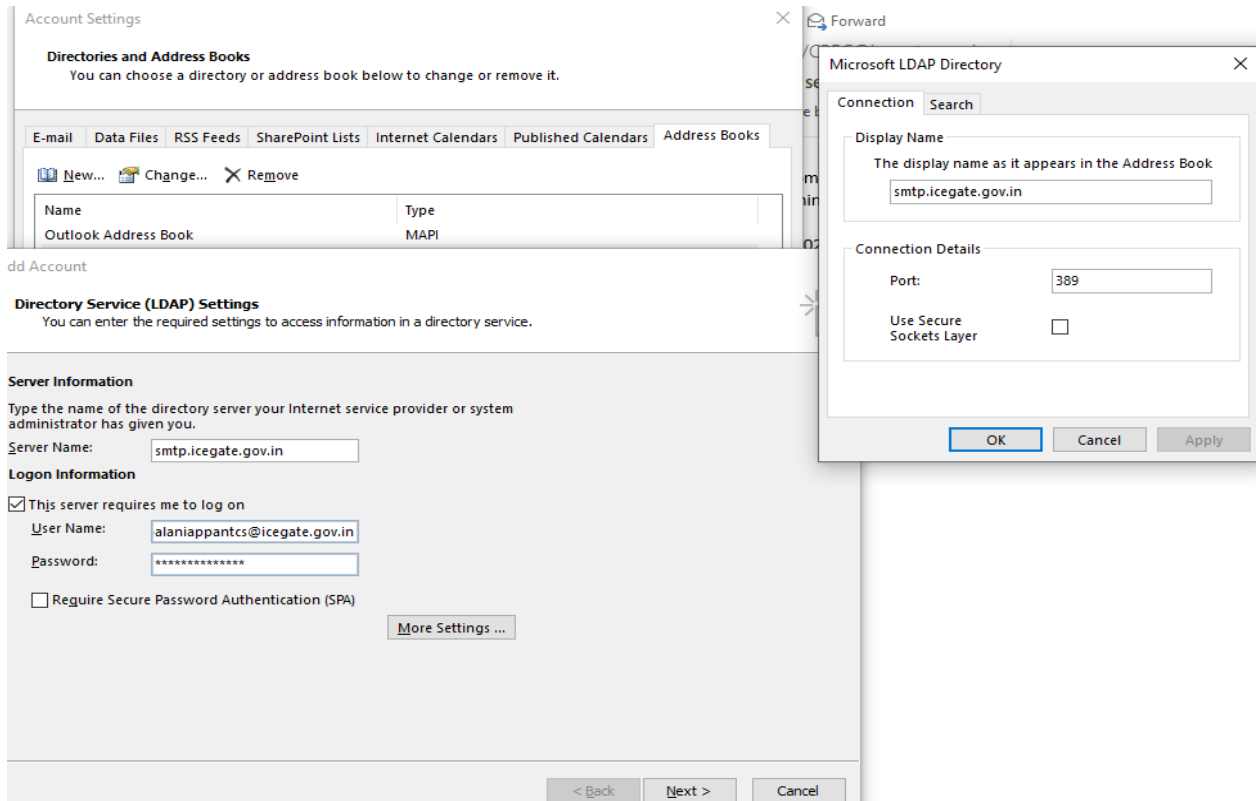 Account Settings
Directories and Address Books
You can choose a directory or address book below to change or remove it.
E-mail Data Files RSS Feeds SharePoint Lists Internet Calendars Published Calendars Address Books
New... Change... Remove
Name Type
Outlook Address Book MAPI
dd Account
Directory Service (LDAP) Settings
You can enter the required settings to access information in a directory service.
Server Information
Type the name of the directory server your Internet service provider or system
administrator has given you.
Server Name: smtp.icegate.gov.in
Logon Information
This server requires me to log on
User Name: alaniappantcs@icegate.gov.in
Password: **************
Require Secure Password Authentication (SPA)
More Settings ...
< Back Next > Cancel
Forward
Microsoft LDAP Directory
Connection Search
Display Name
The display name as it appears in the Address Book
smtp.icegate.gov.in
Connection Details
Port: 389
Use Secure
Sockets Layer
OK Cancel Apply